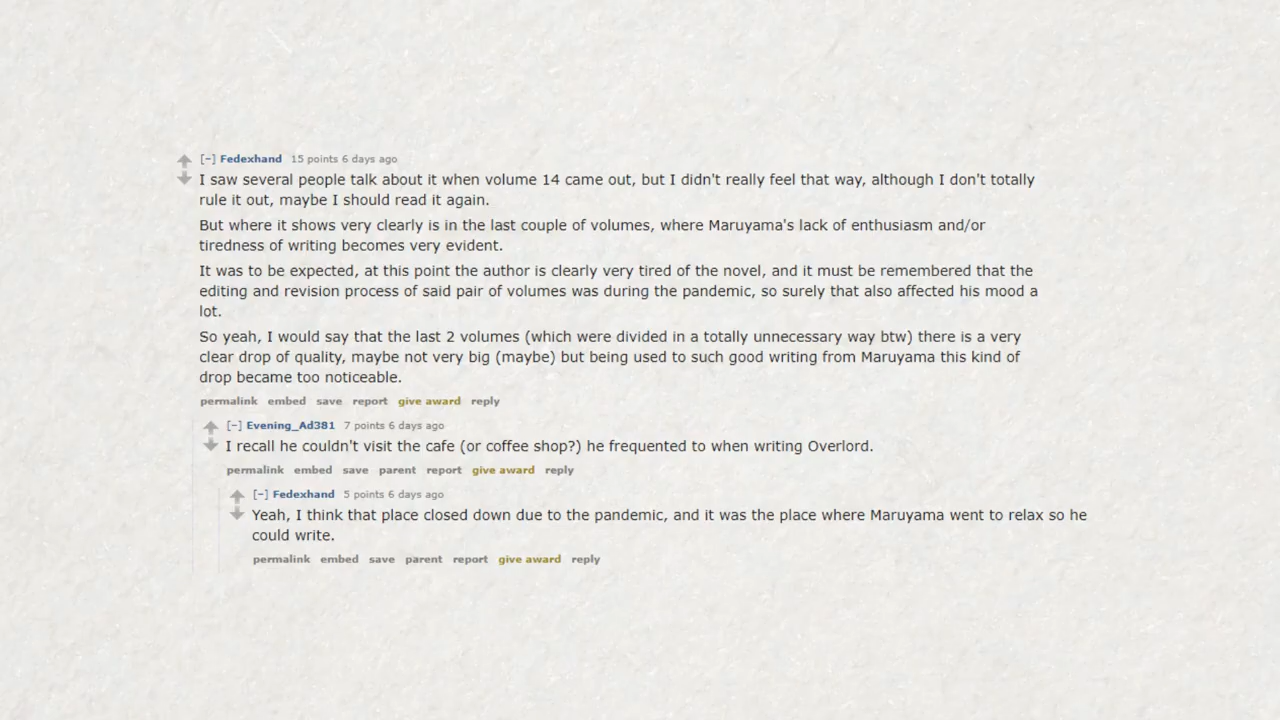 [-] Fedexhand 15 points 6 days ago
I saw several people talk about it when volume 14 came out, but I didn't really feel that way, although I don't totally
rule it out, maybe I should read it again.
But where it shows very clearly is in the last couple of volumes, where Maruyama's lack of enthusiasm and/or
tiredness of writing becomes very evident.
It was to be expected, at this point the author is clearly very tired of the novel, and it must be remembered that the
editing and revision process of said pair of volumes was during the pandemic, so surely that also affected his mood a
lot.
So yeah, I would say that the last 2 volumes (which were divided in a totally unnecessary way btw) there is a very
clear drop of quality, maybe not very big (maybe) but being used to such good writing from Maruyama this kind of
drop became too noticeable.
permalink embed save report give award reply
[-] Evening_Ad381 7 points 6 days ago
I recall he couldn't visit the cafe (or coffee shop?) he frequented to when writing Overlord.
permalink embed save parent report give award reply
[-] Fedexhand 5 points 6 days ago
Yeah, I think that place closed down due to the pandemic, and it was the place where Maruyama went to relax so he
could write.
permalink embed save parent report give award reply